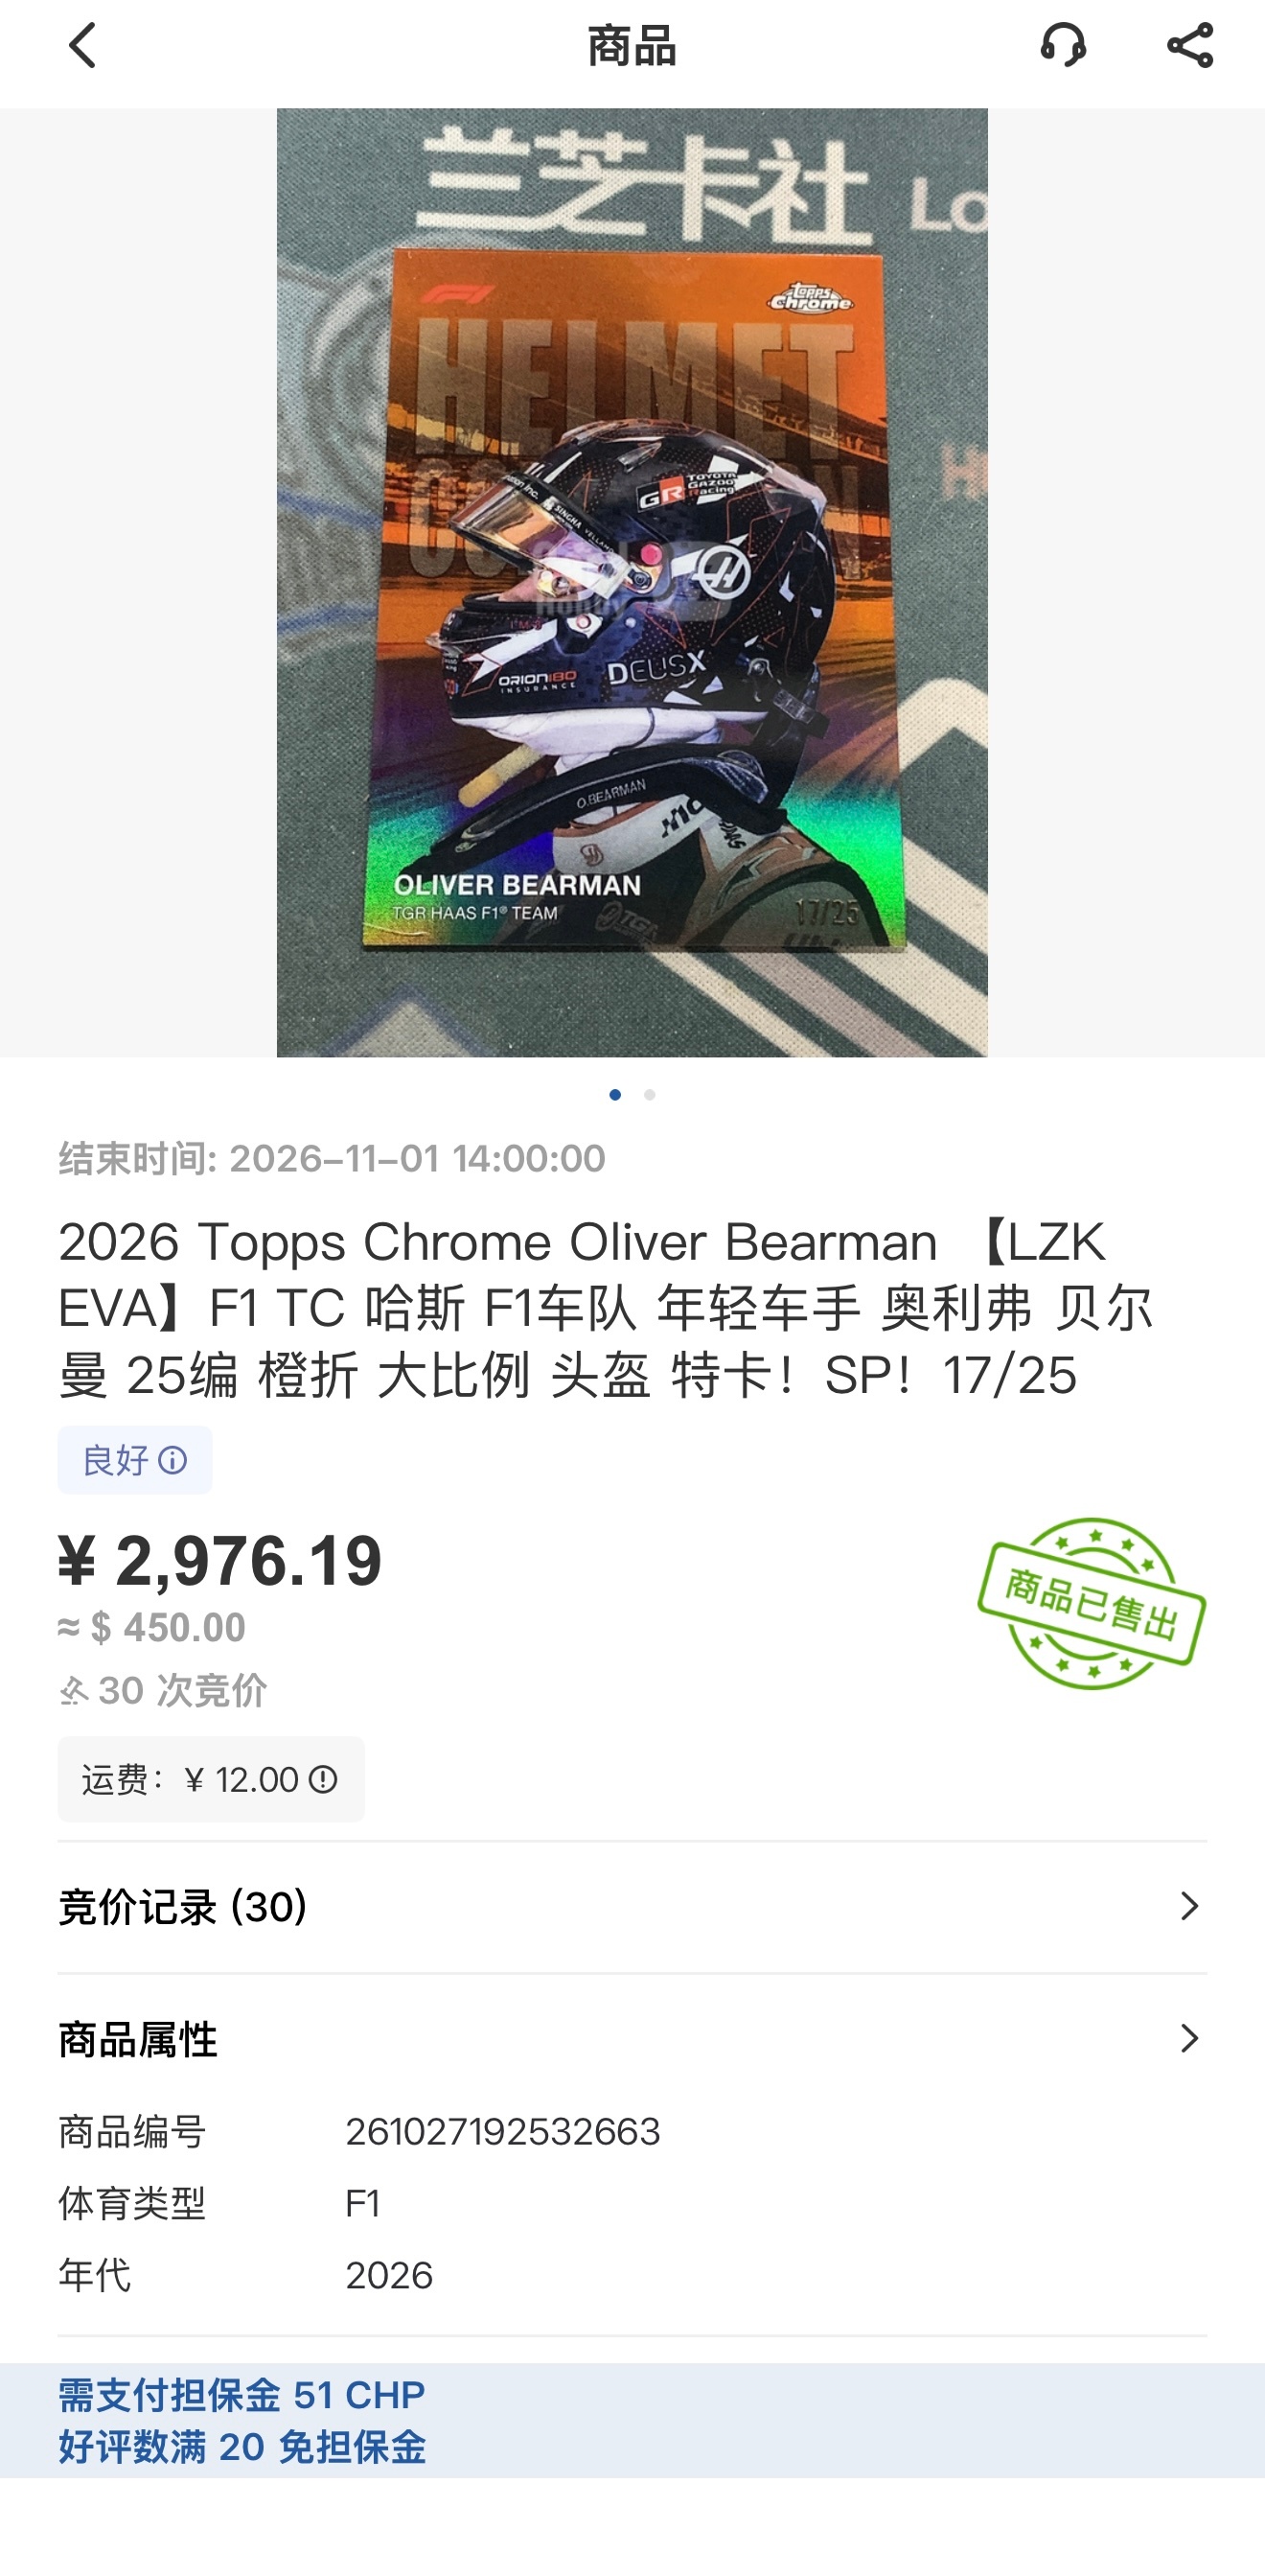 商品
兰芝卡社 Lo
Topps
Chrome
HELMET
GR TOYOTA
GAZOO
Racing
SINGHA VELLAND
DEUSX
ORION180
INSURANCE
O.BEARMAN
OLIVER BEARMAN
TGR HAAS F1® TEAM
17/25
结束时间: 2026-11-01 14:00:00
2026 Topps Chrome Oliver Bearman 【LZK
EVA】F1 TC 哈斯 F1车队 年轻车手 奥利弗 贝尔
曼 25编 橙折 大比例 头盔 特卡！SP！17/25
良好
¥ 2,976.19
≈ $ 450.00
商品已售出
30 次竞价
运费：¥ 12.00
竞价记录 (30)
商品属性
商品编号 261027192532663
体育类型 F1
年代 2026
需支付担保金 51 CHP
好评数满 20 免担保金